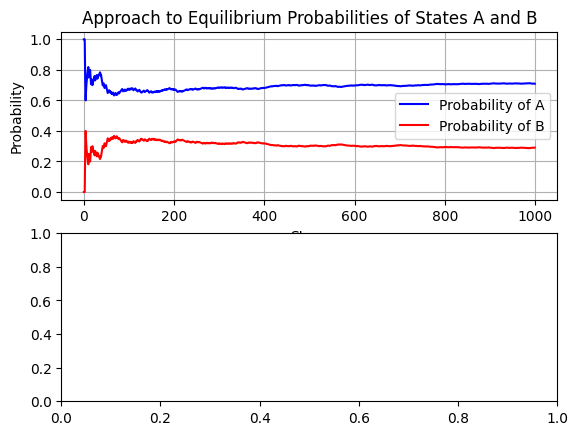 Approach to Equilibrium Probabilities of States A and B
1.0
0.8
0.6
0.4
0.2
0.0
Probability
Probability of A
Probability of B
0 200 400 600 800 1000
1.0
0.8
0.6
0.4
0.2
0.0
0.0 0.2 0.4 0.6 0.8 1.0